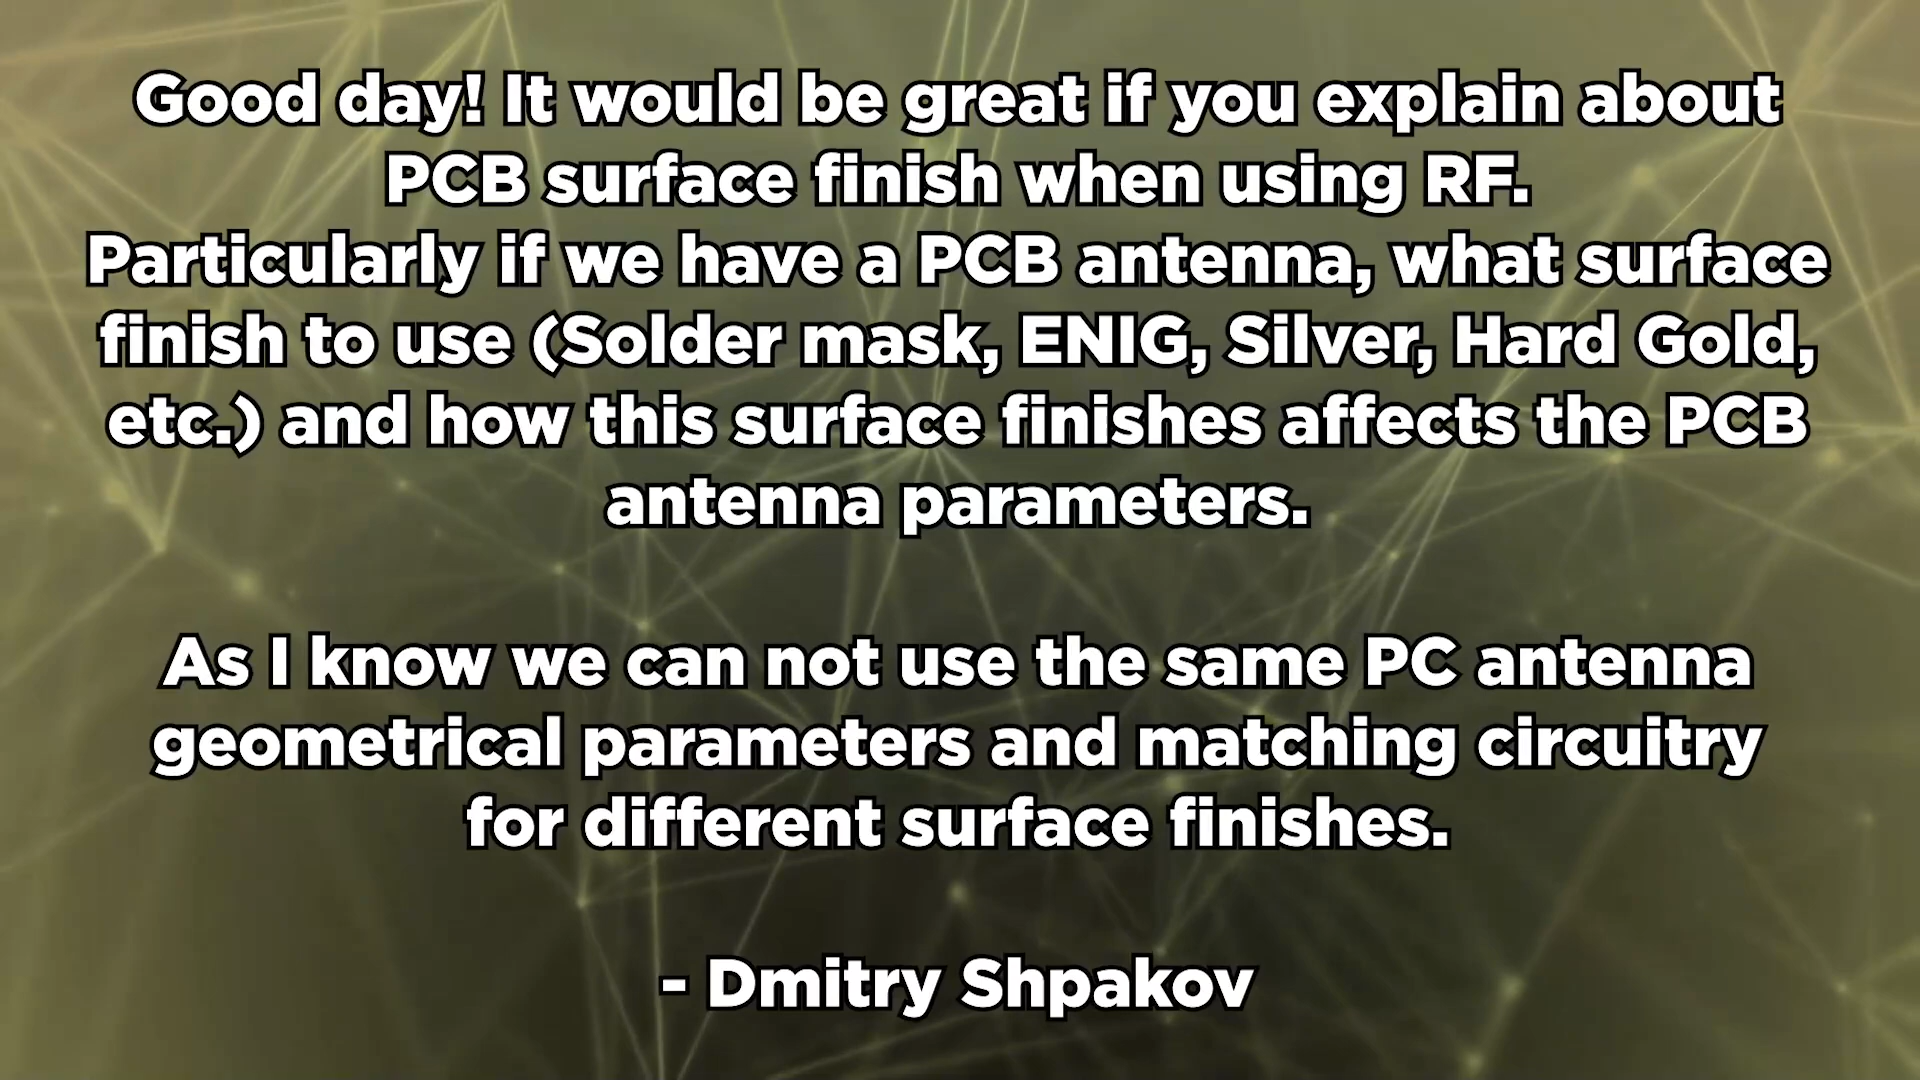 Good day! It would be great if you explain about
PCB surface finish when using RF.
Particularly if we have a PCB antenna, what surface
finish to use (Solder mask, ENIG, Silver, Hard Gold,
etc.) and how this surface finishes affects the PCB
antenna parameters.
As I know we can not use the same PC antenna
geometrical parameters and matching circuitry
for different surface finishes.
- Dmitry Shpakov